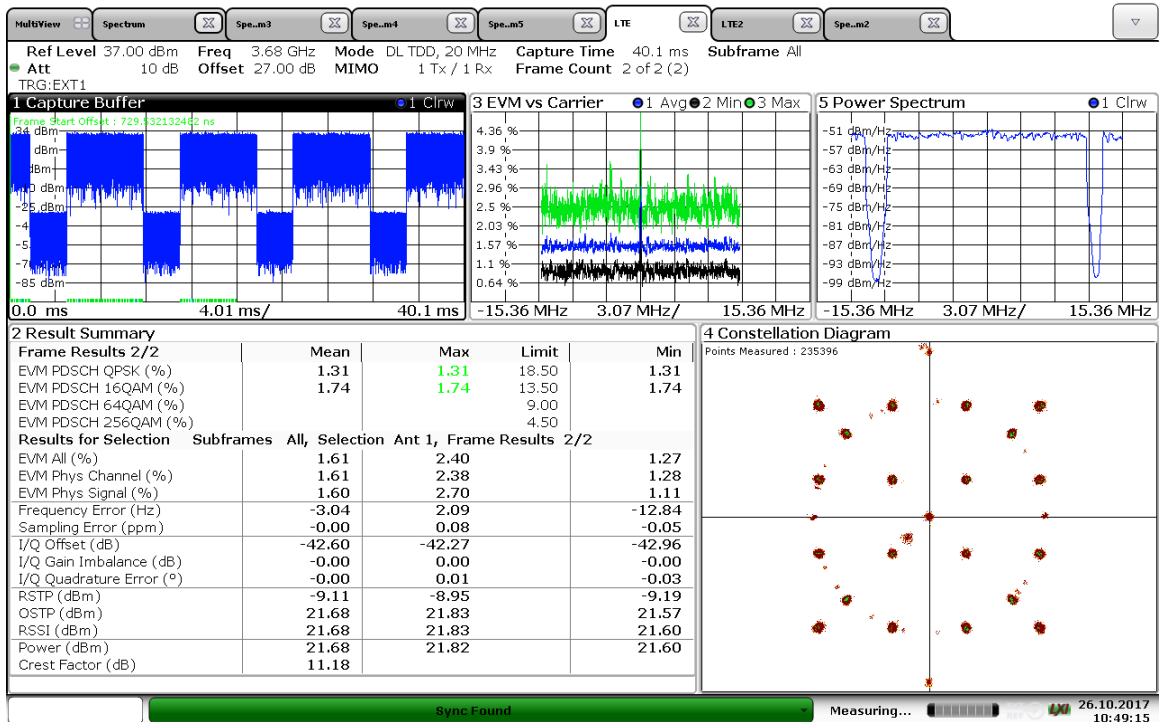 MultiView Spectrum Spe..m3 Spe..m4 Spe..m5 LTE LTE2 Spe..m2
Ref Level 37.00 dBm Freq 3.68 GHz Mode DL TDD, 20 MHz Capture Time 40.1 ms Subframe All
Att 10 dB Offset 27.00 dB MIMO 1 Tx / 1 Rx Frame Count 2 of 2 (2)
TRG:EXT1
1 Capture Buffer 1 Clrw
Frame Start Offset : 729.532132462 ns
34 dBm
dBm
dBm
dBm
-25 dBm
-85 dBm
0.0 ms 4.01 ms/ 40.1 ms
3 EVM vs Carrier 1 Avg 2 Min 3 Max
4.36 %
3.9 %
3.43 %
2.96 %
2.5 %
2.03 %
1.57 %
1.1 %
0.64 %
-15.36 MHz 3.07 MHz/ 15.36 MHz
5 Power Spectrum 1 Clrw
-51 dBm/Hz
-57 dBm/Hz
-63 dBm/Hz
-69 dBm/Hz
-75 dBm/Hz
-81 dBm/Hz
-87 dBm/Hz
-93 dBm/Hz
-99 dBm/Hz
-15.36 MHz 3.07 MHz/ 15.36 MHz
2 Result Summary
Frame Results 2/2 Mean Max Limit Min
EVM PDSCH QPSK (%) 1.31 1.31 18.50 1.31
EVM PDSCH 16QAM (%) 1.74 1.74 13.50 1.74
EVM PDSCH 64QAM (%) 9.00
EVM PDSCH 256QAM (%) 4.50
Results for Selection Subframes All, Selection Ant 1, Frame Results 2/2
EVM All (%) 1.61 2.40 1.27
EVM Phys Channel (%) 1.61 2.38 1.28
EVM Phys Signal (%) 1.60 2.70 1.11
Frequency Error (Hz) -3.04 2.09 -12.84
Sampling Error (ppm) -0.00 0.08 -0.05
I/Q Offset (dB) -42.60 -42.27 -42.96
I/Q Gain Imbalance (dB) -0.00 0.00 -0.00
I/Q Quadrature Error (°) -0.00 0.01 -0.03
RSTP (dBm) -9.11 -8.95 -9.19
OSTP (dBm) 21.68 21.83 21.57
RSSI (dBm) 21.68 21.83 21.60
Power (dBm) 21.68 21.82 21.60
Crest Factor (dB) 11.18
4 Constellation Diagram
Points Measured : 235396
Sync Found
Measuring...
REF
LXI
26.10.2017
10:49:15